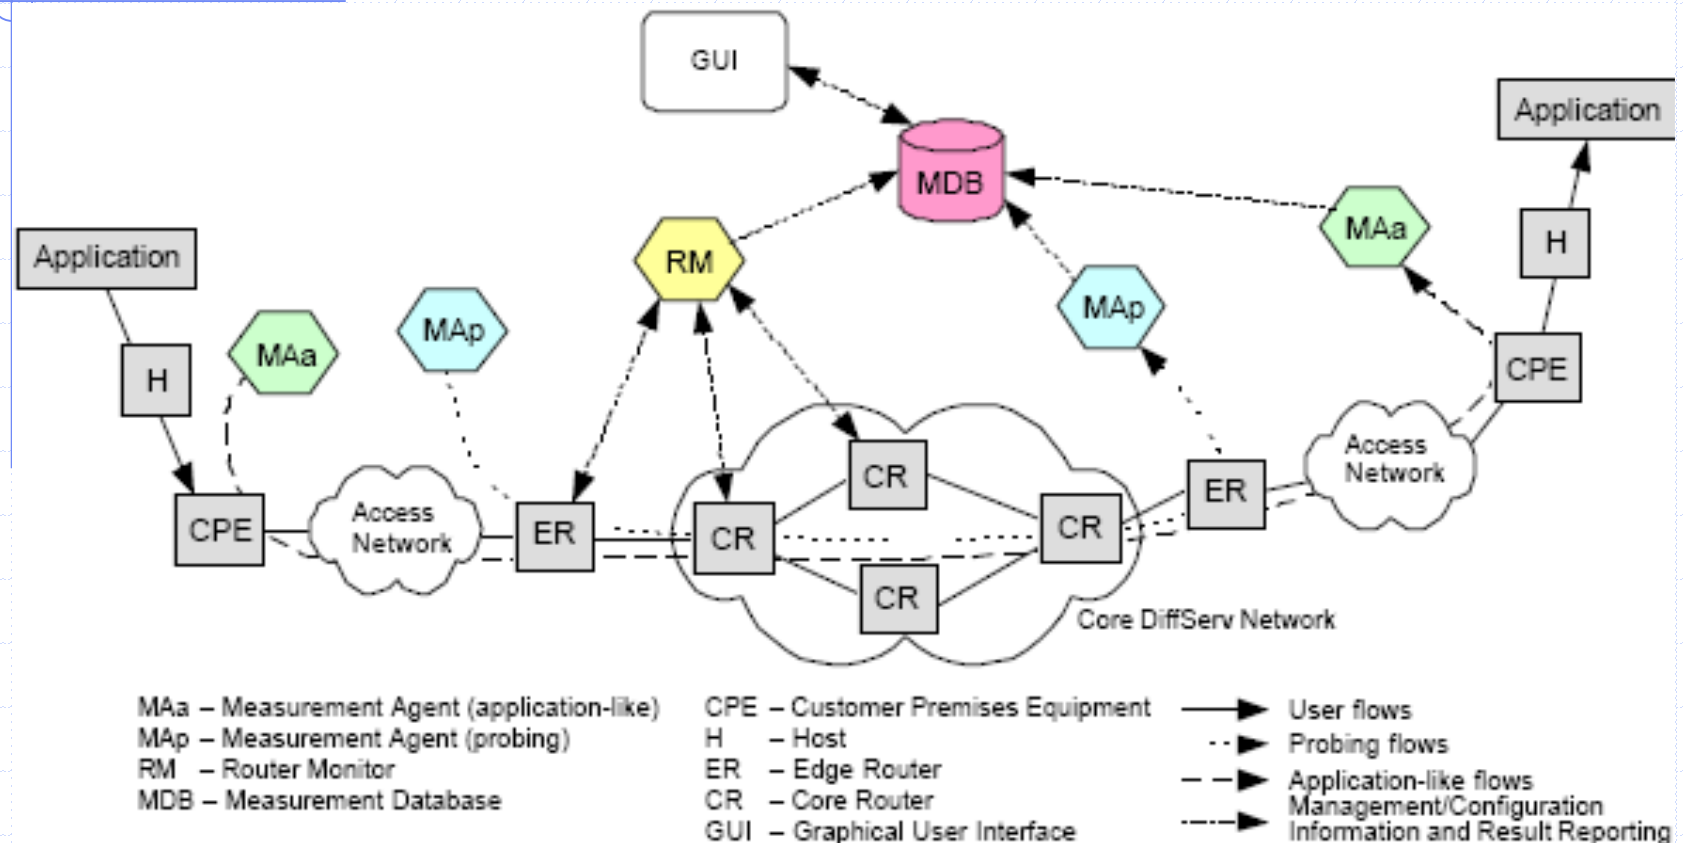 GUI
Application
MDB
MAa
H
RM
Application
MAp
MAp
MAa
H
CPE
Access
Network
CR
ER
CPE
Access
Network
ER
CR
CR
CR
Core DiffServ Network
MAa – Measurement Agent (application-like)
MAp – Measurement Agent (probing)
RM – Router Monitor
MDB – Measurement Database
CPE – Customer Premises Equipment
H – Host
ER – Edge Router
CR – Core Router
GUI – Graphical User Interface
User flows
Probing flows
Application-like flows
Management/Configuration
Information and Result Reporting